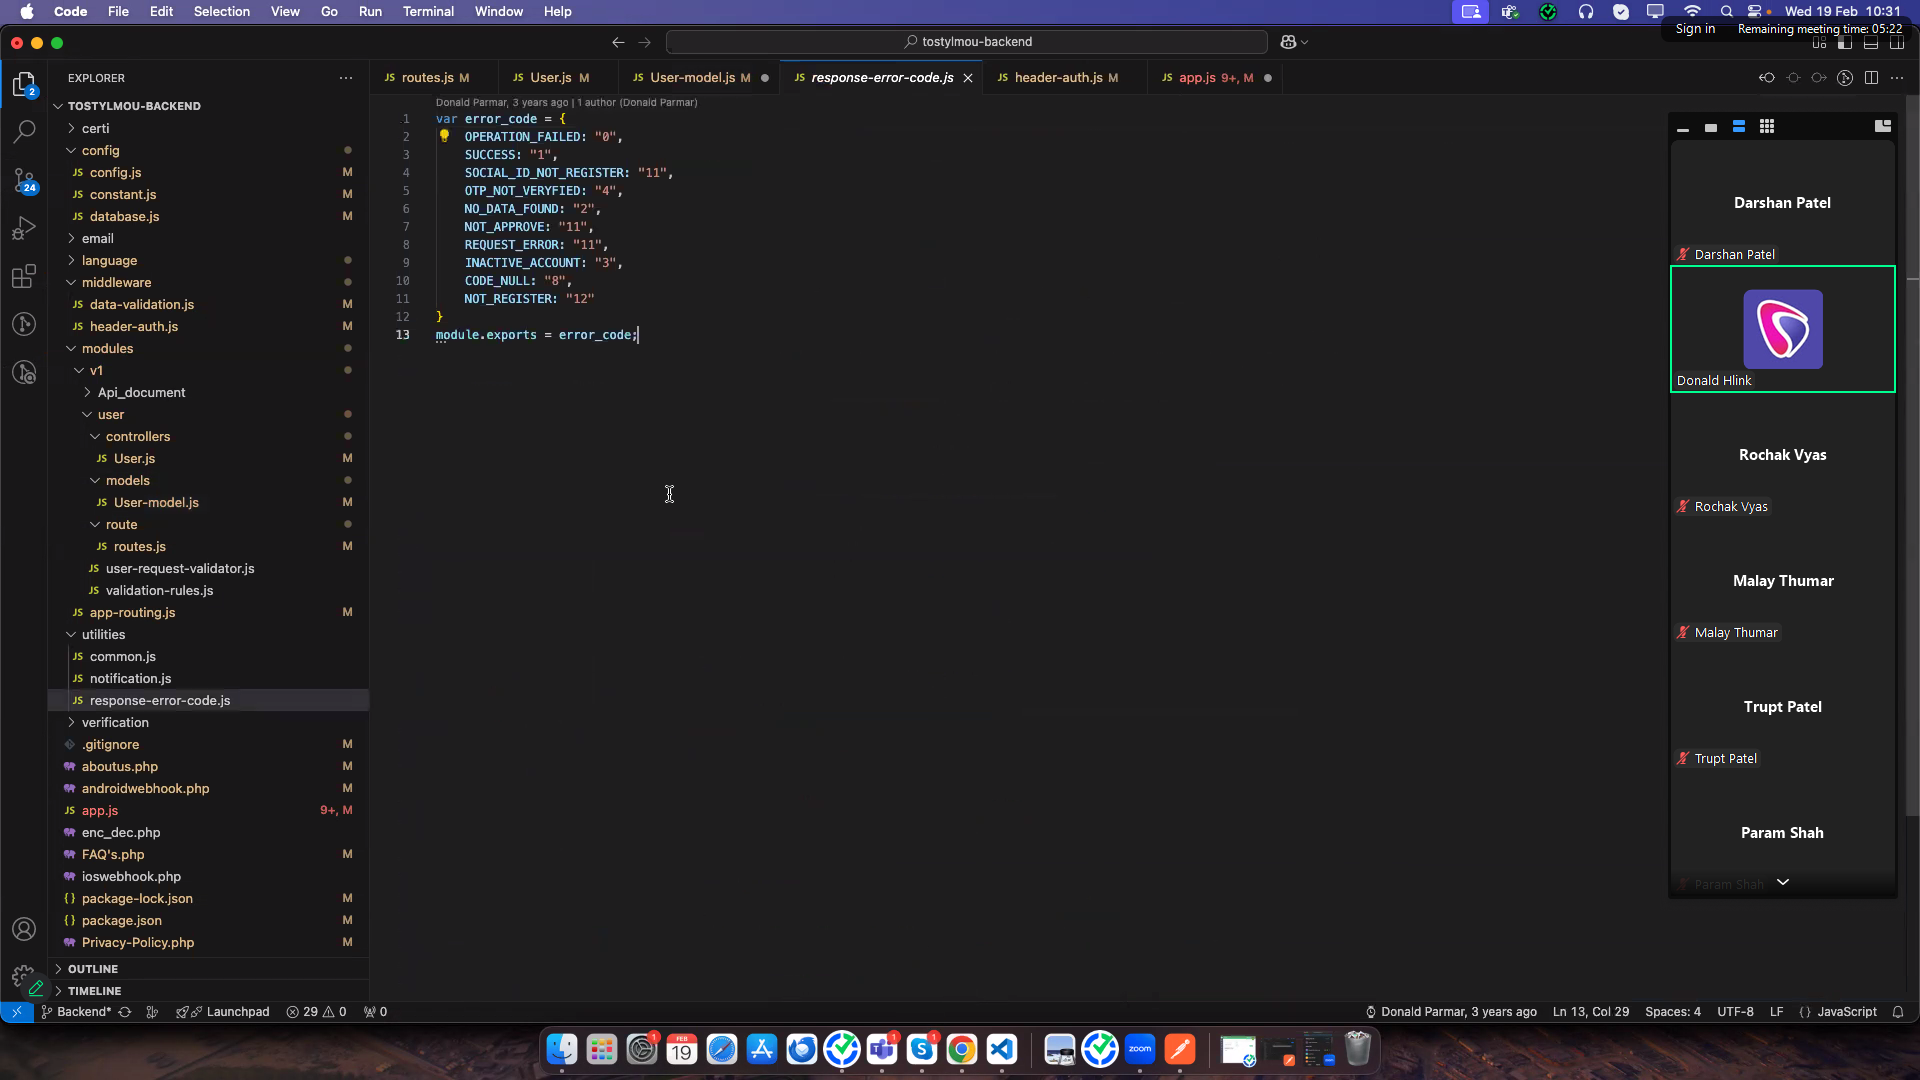 Code File Edit Selection View Go Run Terminal Window Help
Wed 19 Feb 10:31
Sign in Remaining meeting time: 05:22
tostylmou-backend
EXPLORER
routes.js M
User.js M
User-model.js M
response-error-code.js
header-auth.js M
app.js 9+, M
TOSTYLMOU-BACKEND
certi
config
config.js M
constant.js M
database.js M
email
language
middleware
data-validation.js M
header-auth.js M
modules
v1
Api_document
user
controllers
User.js M
models
User-model.js M
route
routes.js M
user-request-validator.js
validation-rules.js
app-routing.js M
utilities
common.js
notification.js
response-error-code.js
verification
.gitignore M
aboutus.php M
androidwebhook.php M
app.js 9+, M
enc_dec.php
FAQ's.php M
ioswebhook.php
package-lock.json M
package.json M
Privacy-Policy.php M
OUTLINE
TIMELINE
2
24
Donald Parmar, 3 years ago | 1 author (Donald Parmar)
1 var error_code = {
2 OPERATION_FAILED: "0",
3 SUCCESS: "1",
4 SOCIAL_ID_NOT_REGISTER: "11",
5 OTP_NOT_VERYFIED: "4",
6 NO_DATA_FOUND: "2",
7 NOT_APPROVE: "11",
8 REQUEST_ERROR: "11",
9 INACTIVE_ACCOUNT: "3",
10 CODE_NULL: "8",
11 NOT_REGISTER: "12"
12 }
13 module.exports = error_code;
Darshan Patel
Darshan Patel
Donald Hlink
Rochak Vyas
Rochak Vyas
Malay Thumar
Malay Thumar
Trupt Patel
Trupt Patel
Param Shah
Param Shah
Backend* Launchpad 29 0 0
Donald Parmar, 3 years ago Ln 13, Col 29 Spaces: 4 UTF-8 LF {} JavaScript
1
FEB
19
1
1
zoom